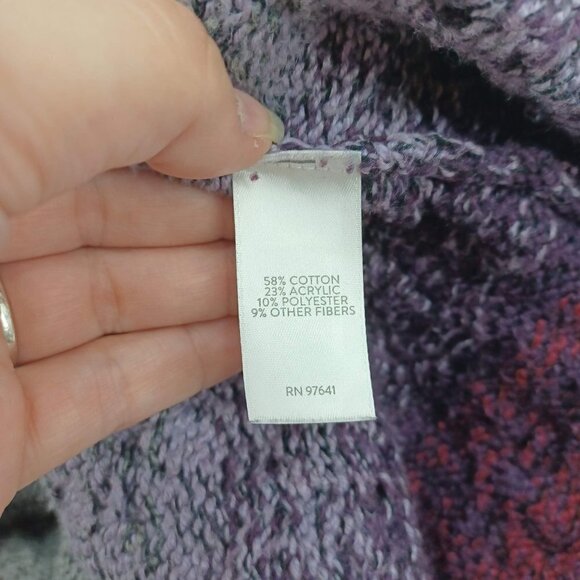 58% COTTON
23% ACRYLIC
10% POLYESTER
9% OTHER FIBERS
RN 97641